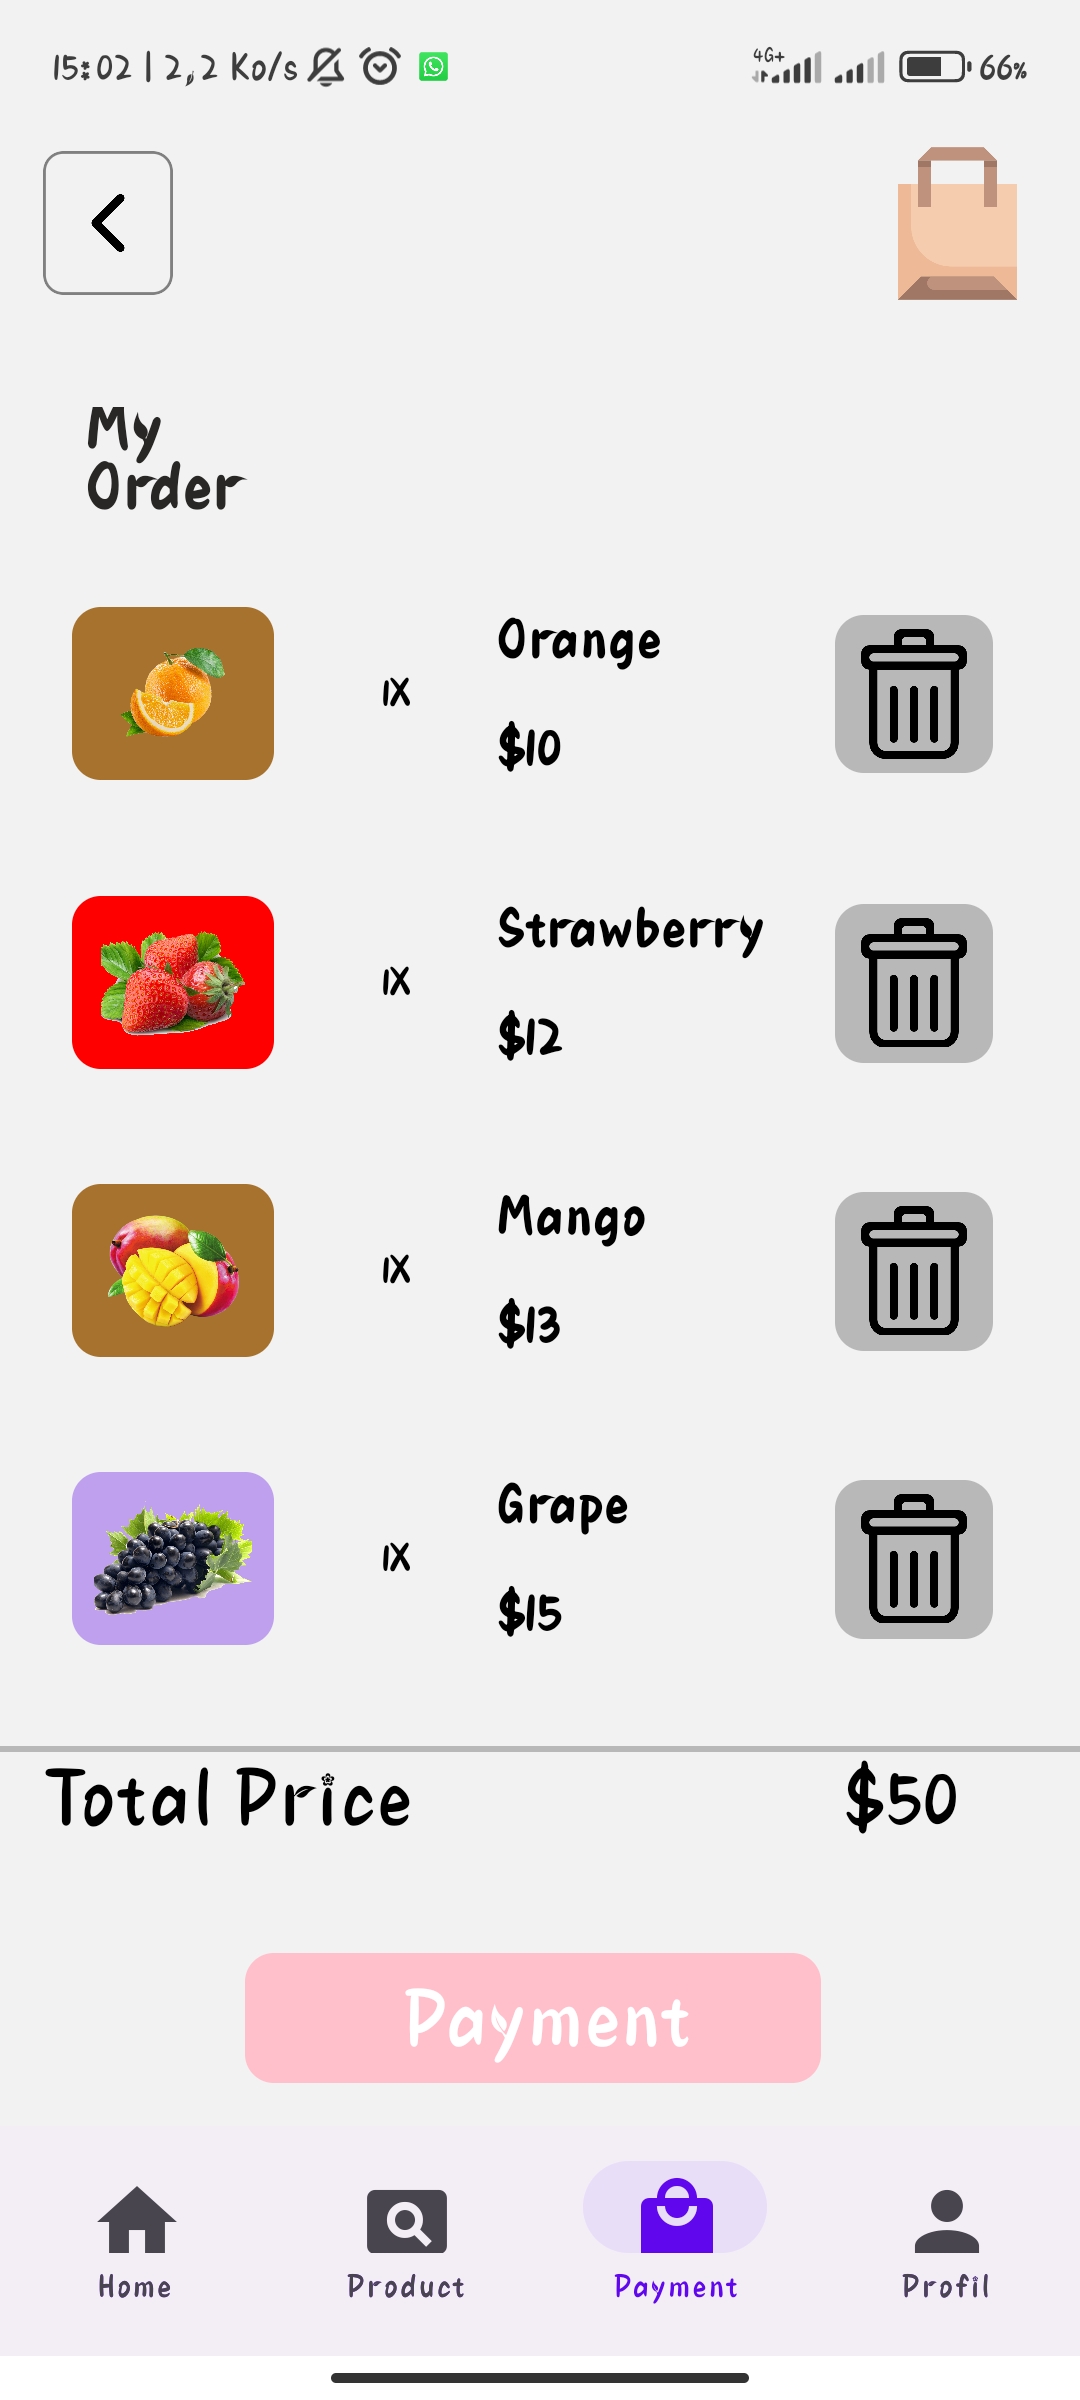 15:02 | 2,2 Ko/s
4G+
66%
My
Order
1X
Orange
$10
1X
Strawberry
$12
1X
Mango
$13
1X
Grape
$15
Total Price
$50
Payment
Home
Product
Payment
Profil